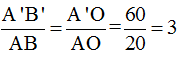 A'B'/AB = A'O/AO = 60/20 = 3